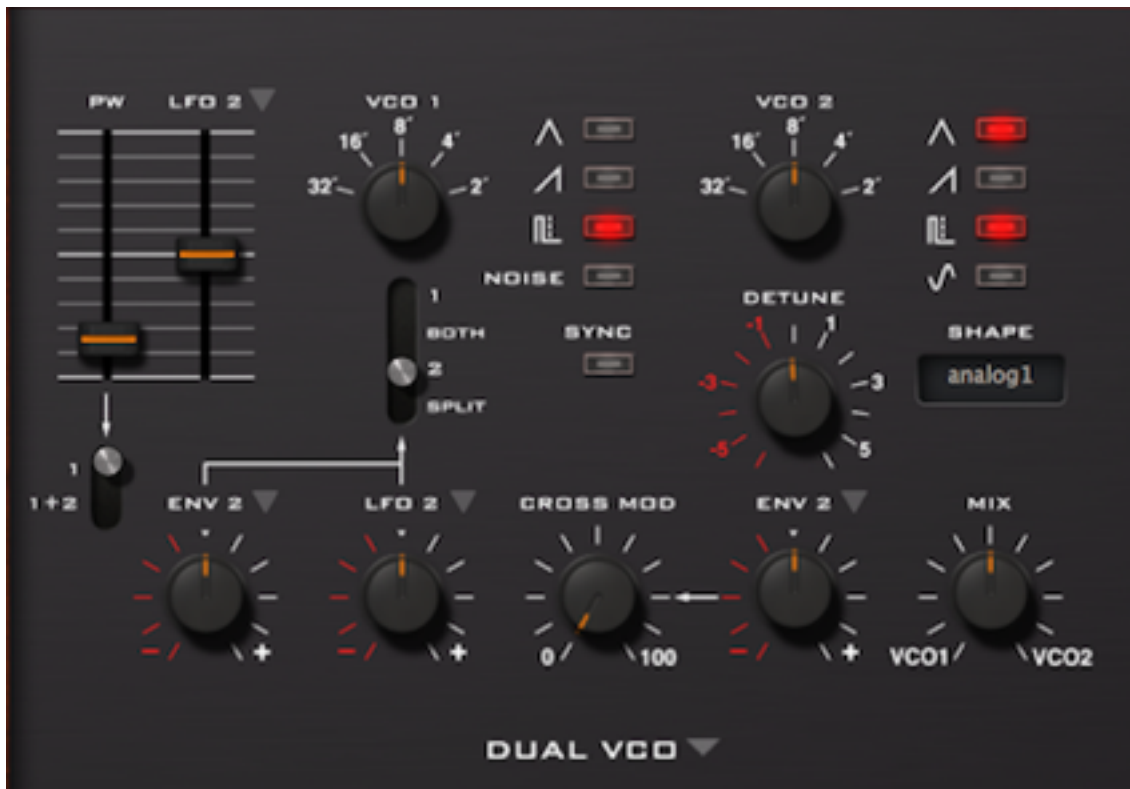 PW LFO 2 VCO 1 VCO 2
8´ 8´
16´ 4´ 16´ 4´
32´ 2´ 32´ 2´
NOISE
1 DETUNE
BOTH SYNC -1 1 SHAPE
2 -3 3 analog1
SPLIT
-5 5
1
1+2 ENV 2 LFO 2 CROSS MOD ENV 2 MIX
- + - + 0 100 - + VCO1 VCO2
DUAL VCO